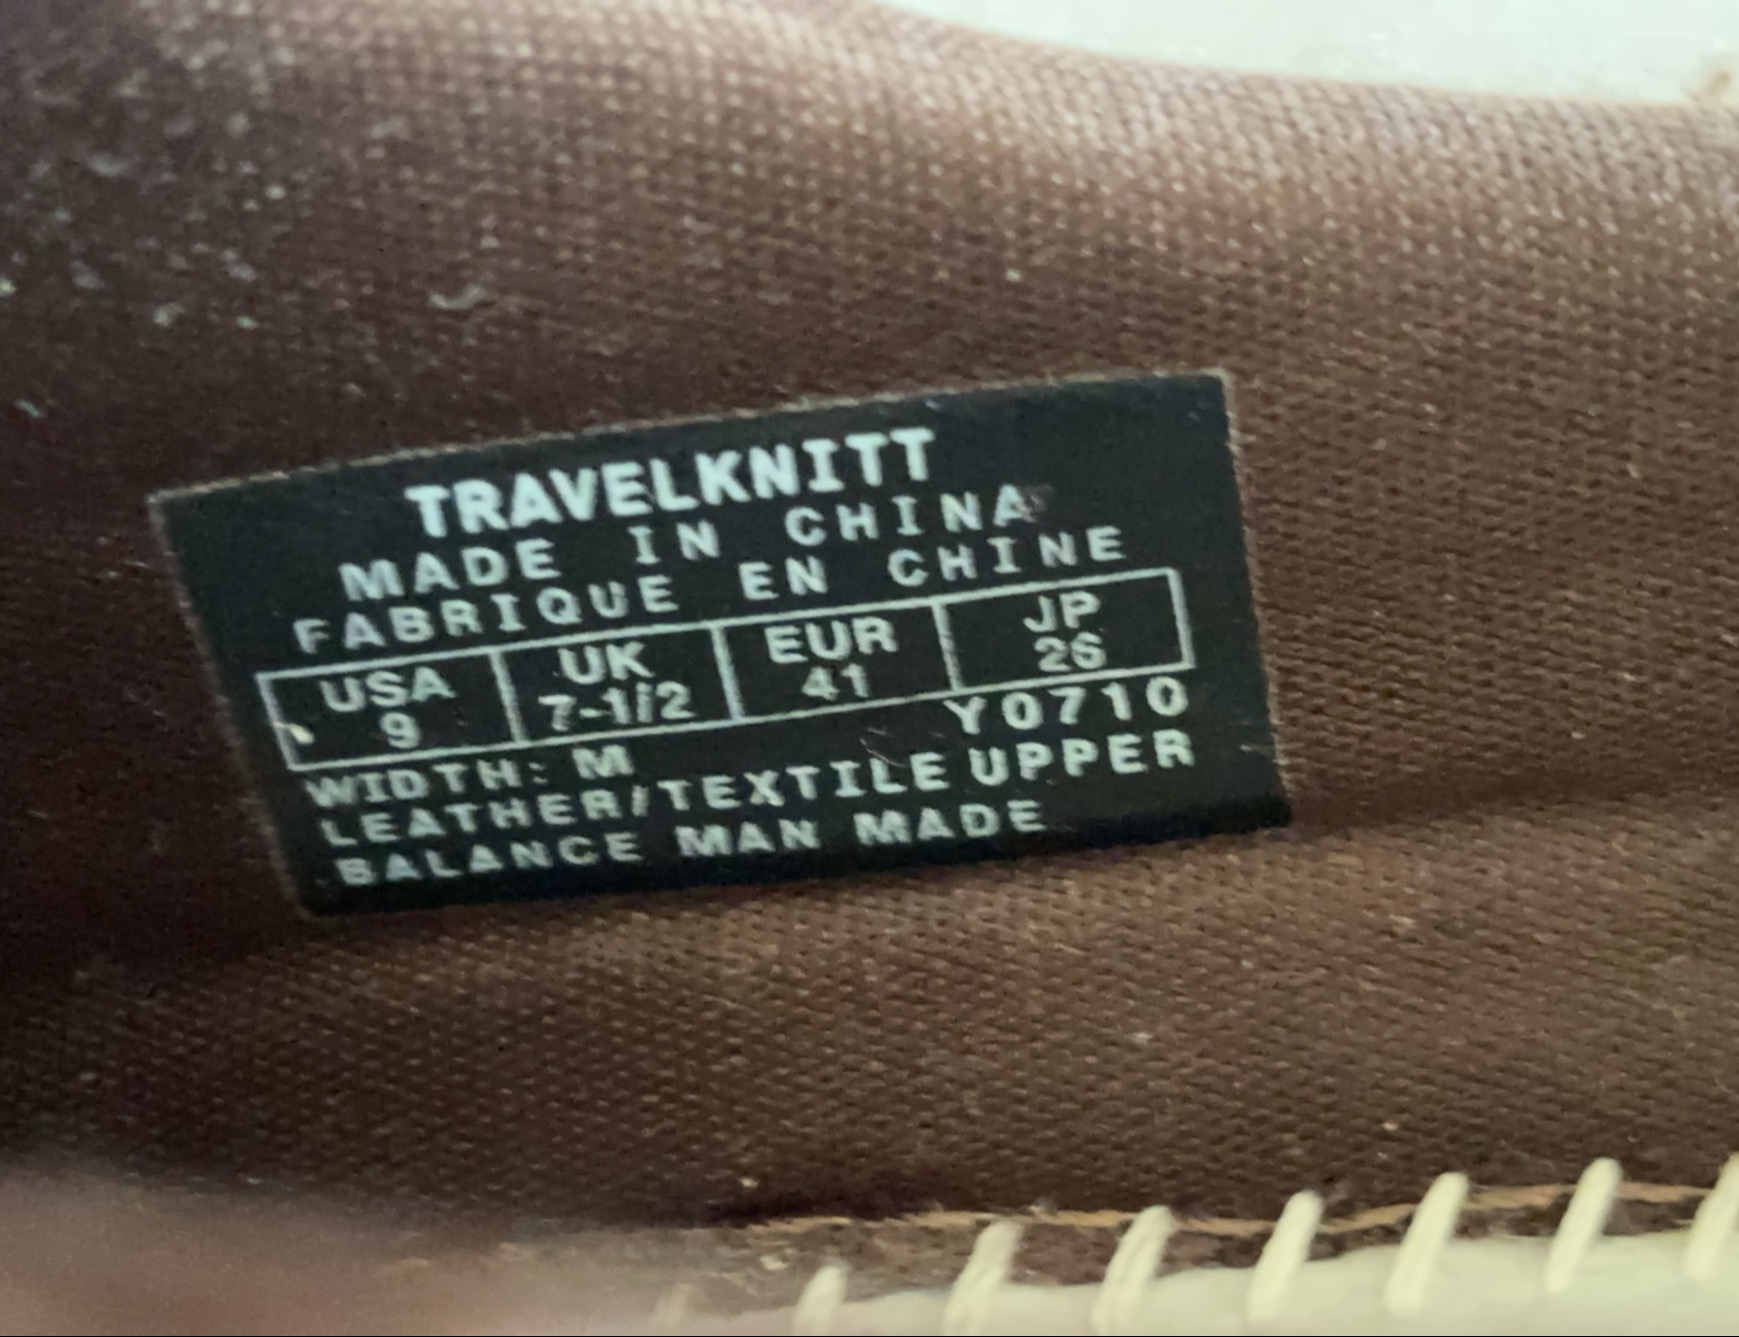 TRAVELKNITT
MADE IN CHINA
FABRIQUE EN CHINE
USA UK EUR JP
9 7-1/2 41 26
Y0710
WIDTH: M
LEATHER/TEXTILE UPPER
BALANCE MAN MADE